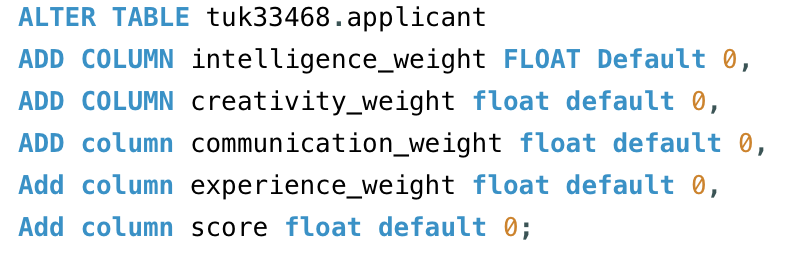 ALTER TABLE tuk33468.applicant
ADD COLUMN intelligence_weight FLOAT Default 0,
ADD COLUMN creativity_weight float default 0,
ADD column communication_weight float default 0,
Add column experience_weight float default 0,
Add column score float default 0;